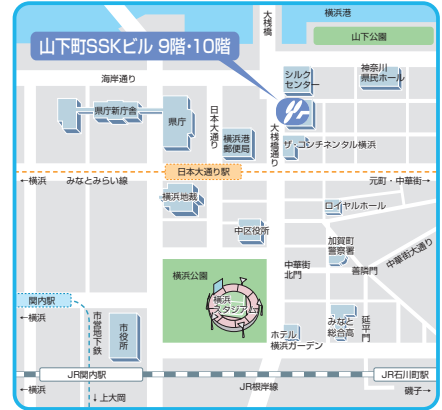 横浜港
大桟橋
山下公園
山下町SSKビル 9階・10階
シルク
センター
神奈川
県民ホール
海岸通り
県庁新庁舎
県庁
日本大通り
横浜港
郵便局
大桟橋通り
ザ・コンチネンタル横浜
日本大通り駅
←横浜
みなとみらい線
元町・中華街→
横浜地裁
ロイヤルホール
中区役所
加賀町
警察署
中華街大通り
横浜公園
中華街
北門
善隣門
横浜
スタジアム
関内駅
←横浜
市営地下鉄
市役所
みなと
総合高
延平門
ホテル
横浜ガーデン
JR関内駅
JR石川町駅
←横浜
JR根岸線
磯子→
↓上大岡